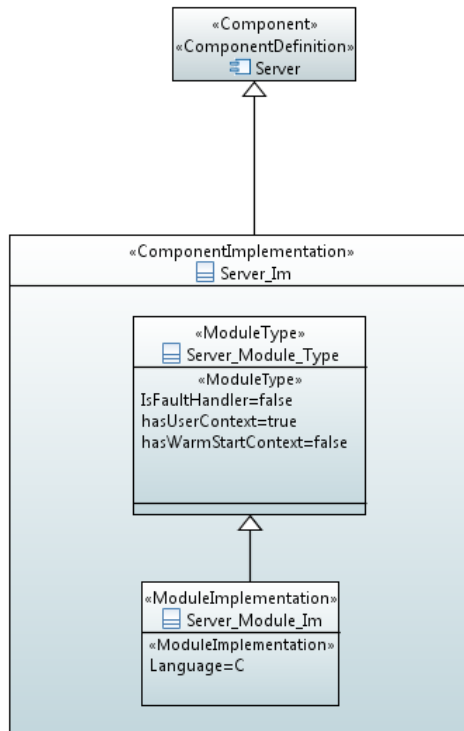 «Component»
«ComponentDefinition»
Server
«ComponentImplementation»
Server_Im
«ModuleType»
Server_Module_Type
«ModuleType»
IsFaultHandler=false
hasUserContext=true
hasWarmStartContext=false
«ModuleImplementation»
Server_Module_Im
«ModuleImplementation»
Language=C